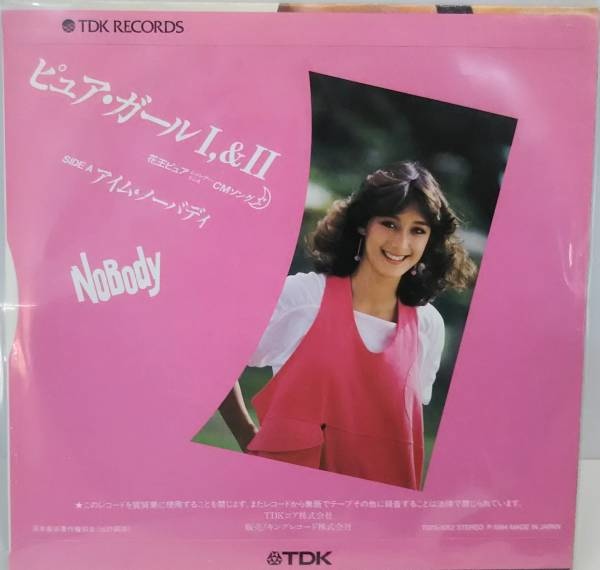 TDK RECORDS
ピュア・ガール I, & II
花王ピュア CMソング
SIDE A アイム・ノーバディ
NoBody
★このレコードを賃貸業に使用することを禁じます。またレコードから無断でテープその他に録音することは法律で禁じられています。
TDKコア株式会社
販売/キングレコード株式会社
STEREO ℗ 1984 MADE IN JAPAN
TDK